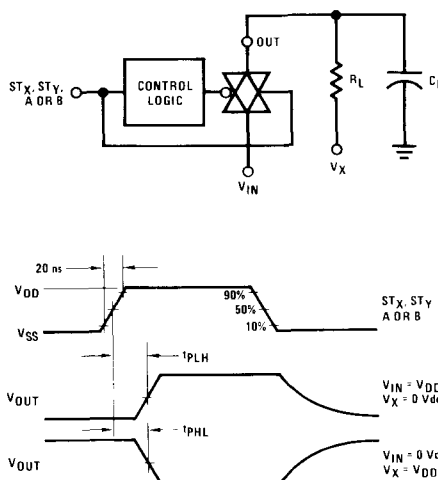 OUT
STX, STY,
A OR B
CONTROL
LOGIC
RL
VX
VIN
20 ns
VDD
VSS
90%
50%
10%
STX, STY
A OR B
tPLH
VOUT
VIN = VDD
VX = 0 Vdc
tPHL
VOUT
VIN = 0 Vdc
VX = VDD